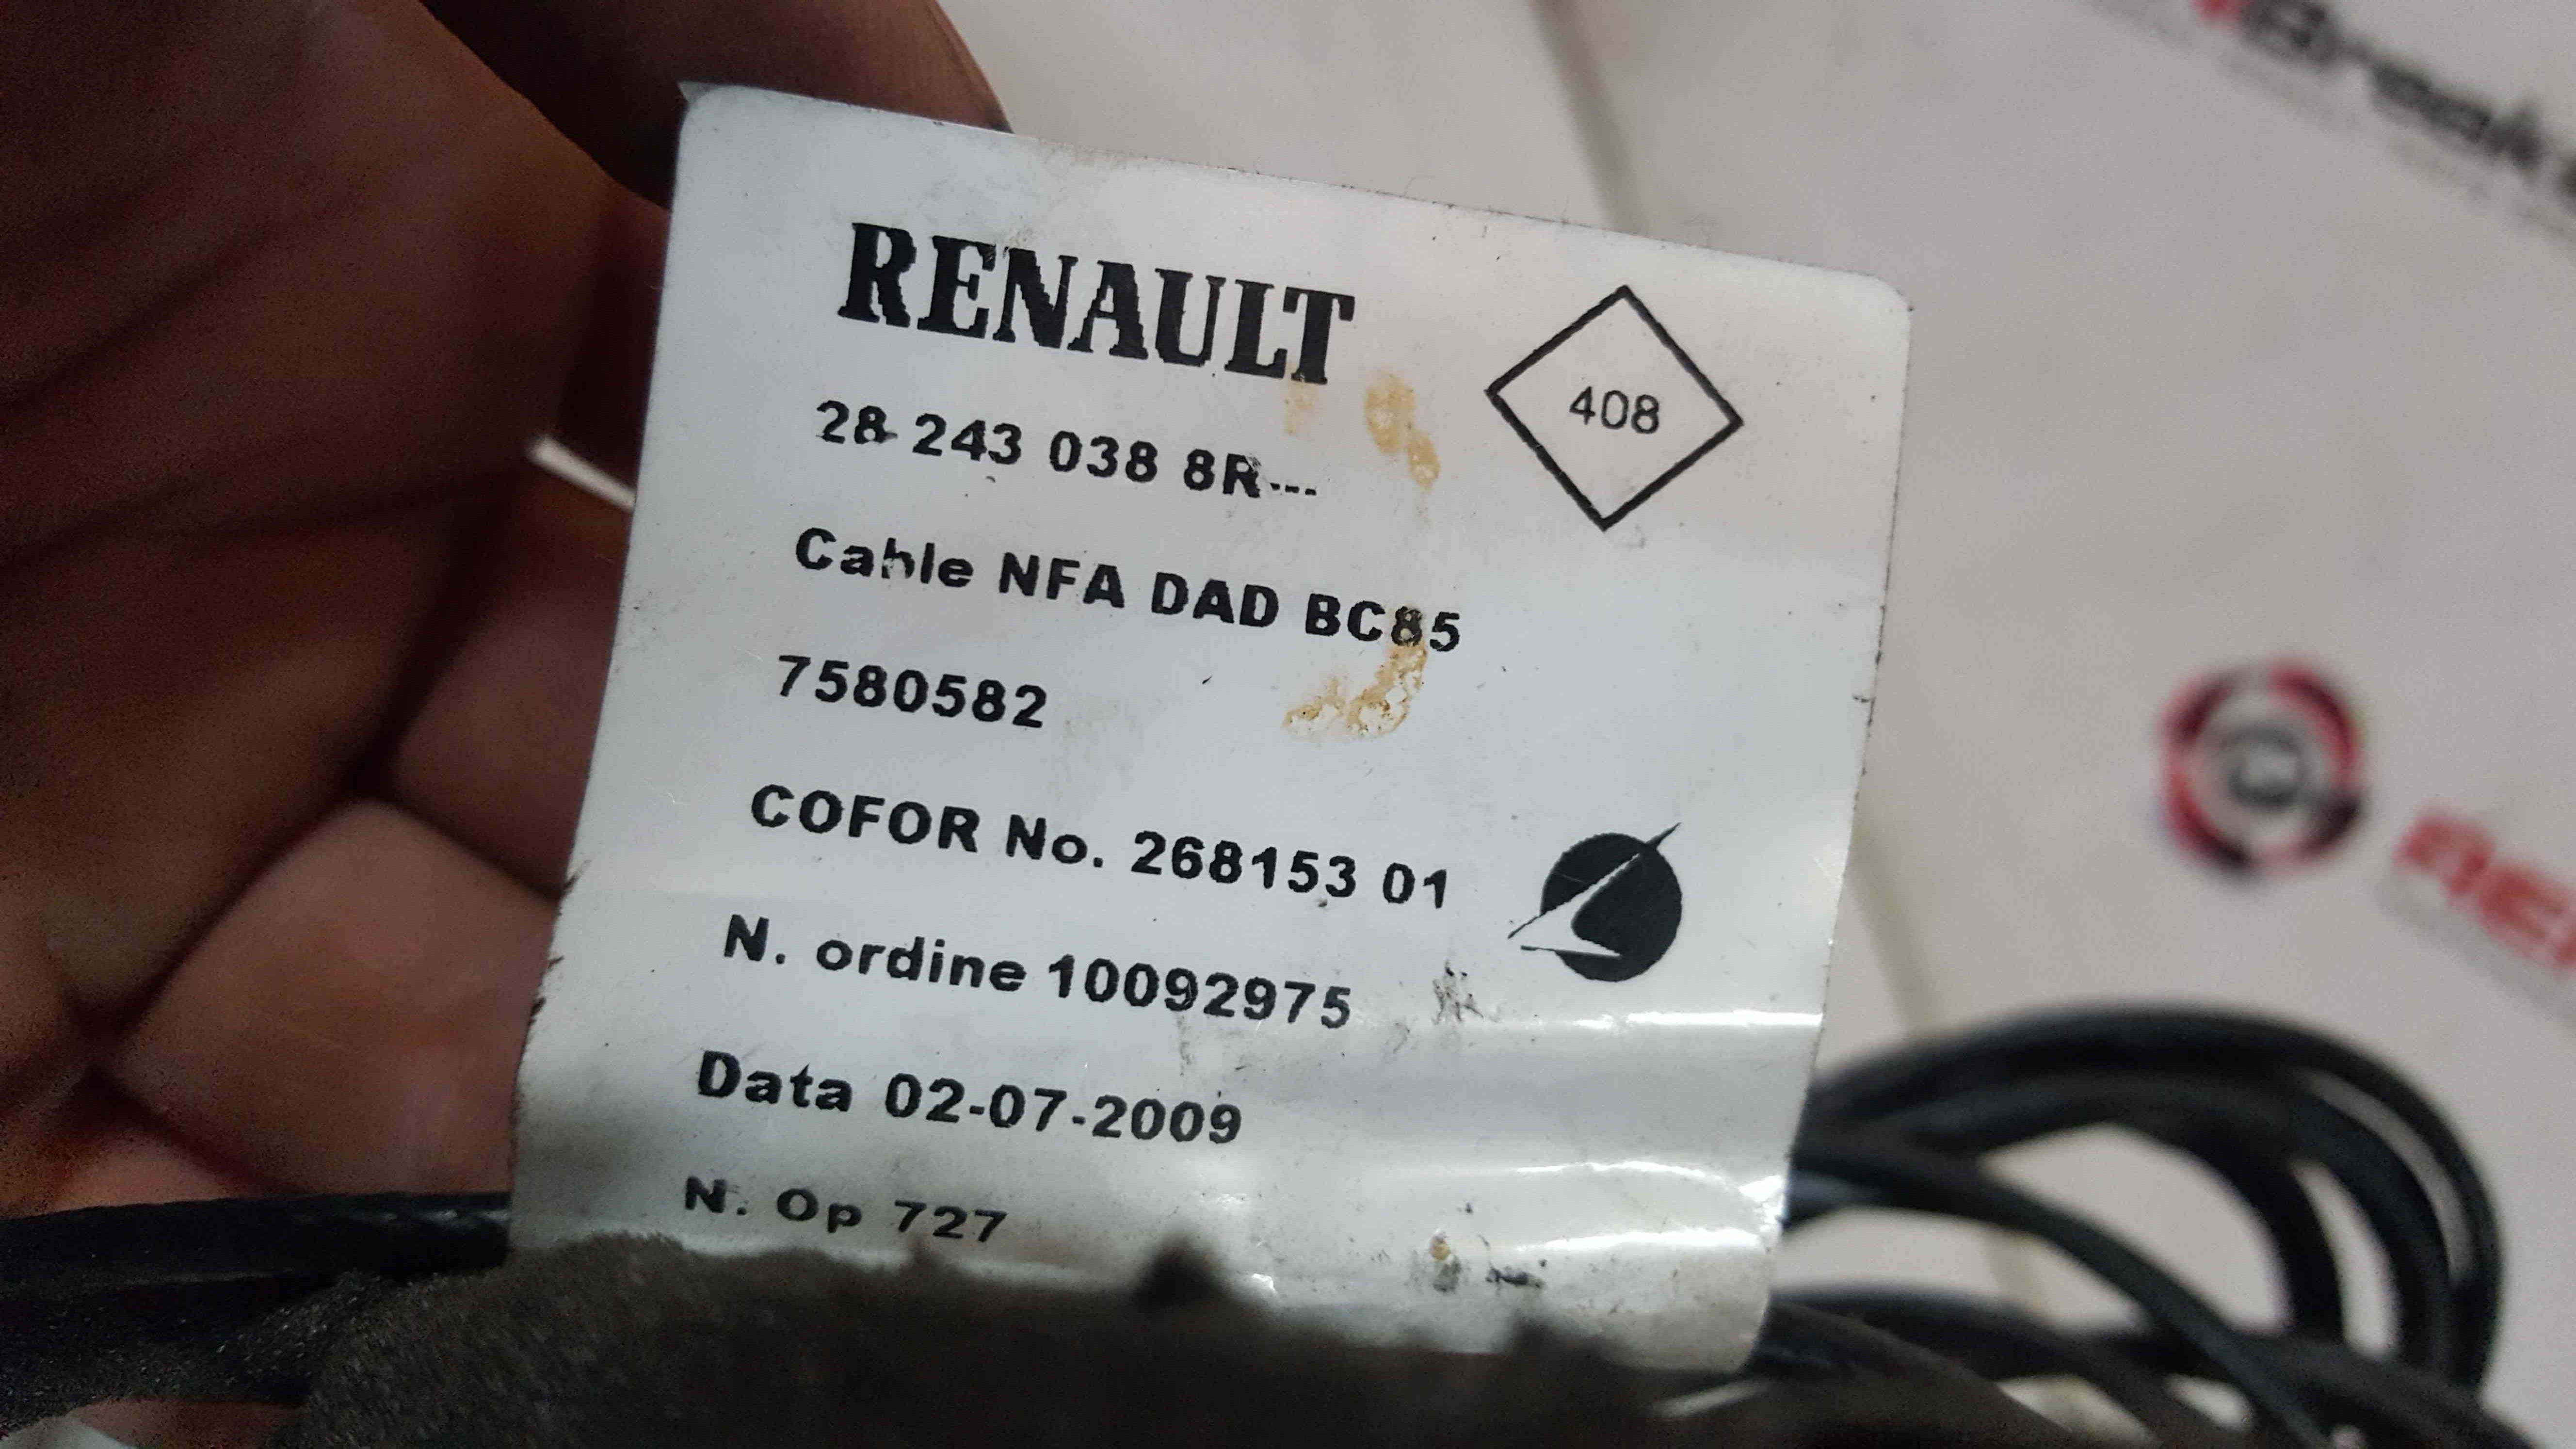 RENAULT
408
28 243 038 8R---
Cable NFA DAD BC85
7580582
COFOR No. 268153 01
N. ordine 10092975
Data 02-07-2009
N. Op 727